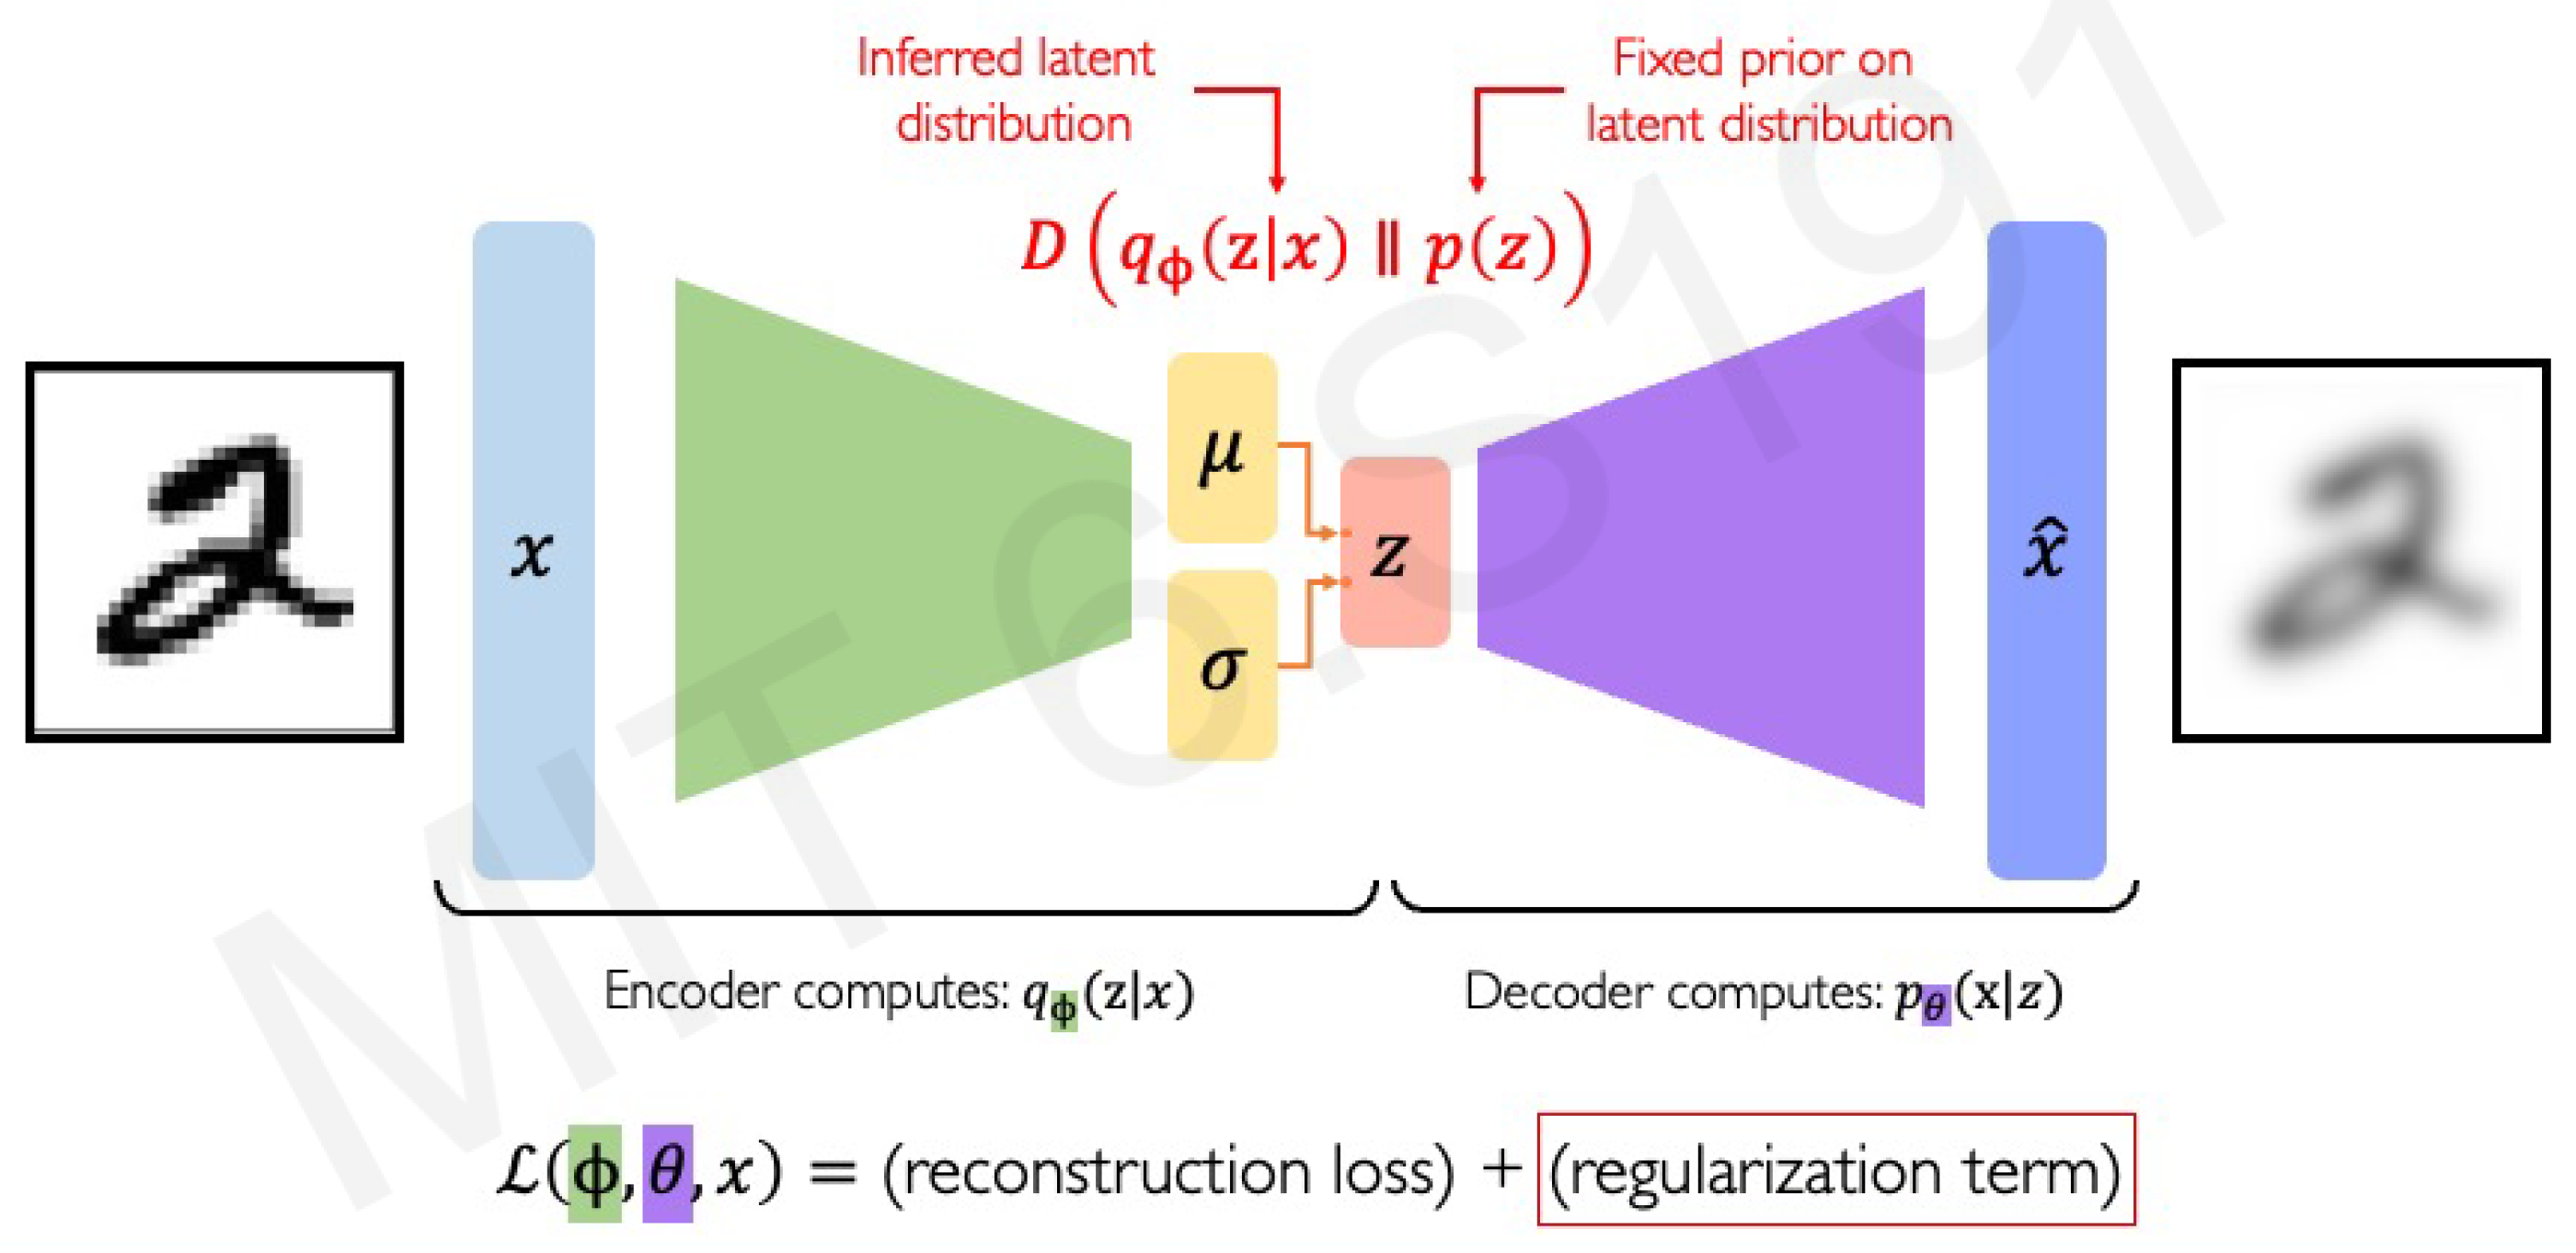 Inferred latent
distribution
Fixed prior on
latent distribution
D(qϕ(z|x) ∥ p(z))
x
μ
σ
z
x̂
Encoder computes: qϕ(z|x)
Decoder computes: pθ(x|z)
ℒ(ϕ, θ, x) = (reconstruction loss) + (regularization term)
MIT 6.S191